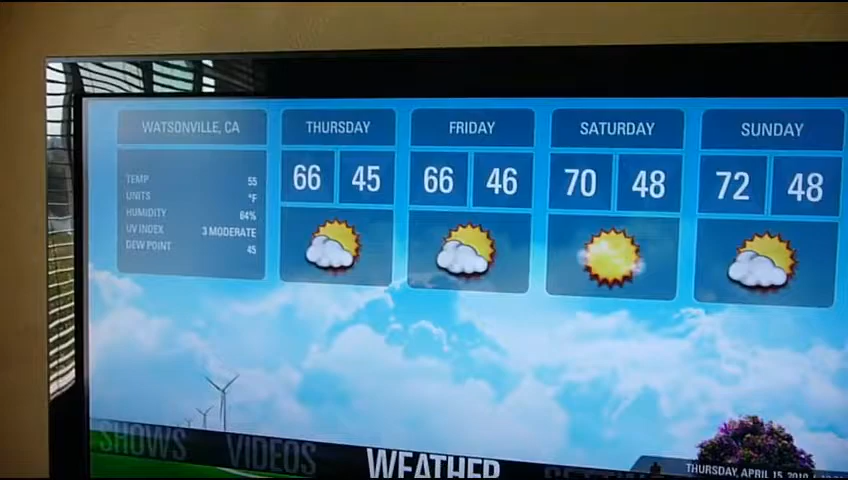 WATSONVILLE, CA
TEMP 55
UNITS °F
HUMIDITY 64%
UV INDEX 3 MODERATE
DEW POINT 45
THURSDAY
66 45
FRIDAY
66 46
SATURDAY
70 48
SUNDAY
72 48
SHOWS VIDEOS WEATHER
THURSDAY, APRIL 15, 2010